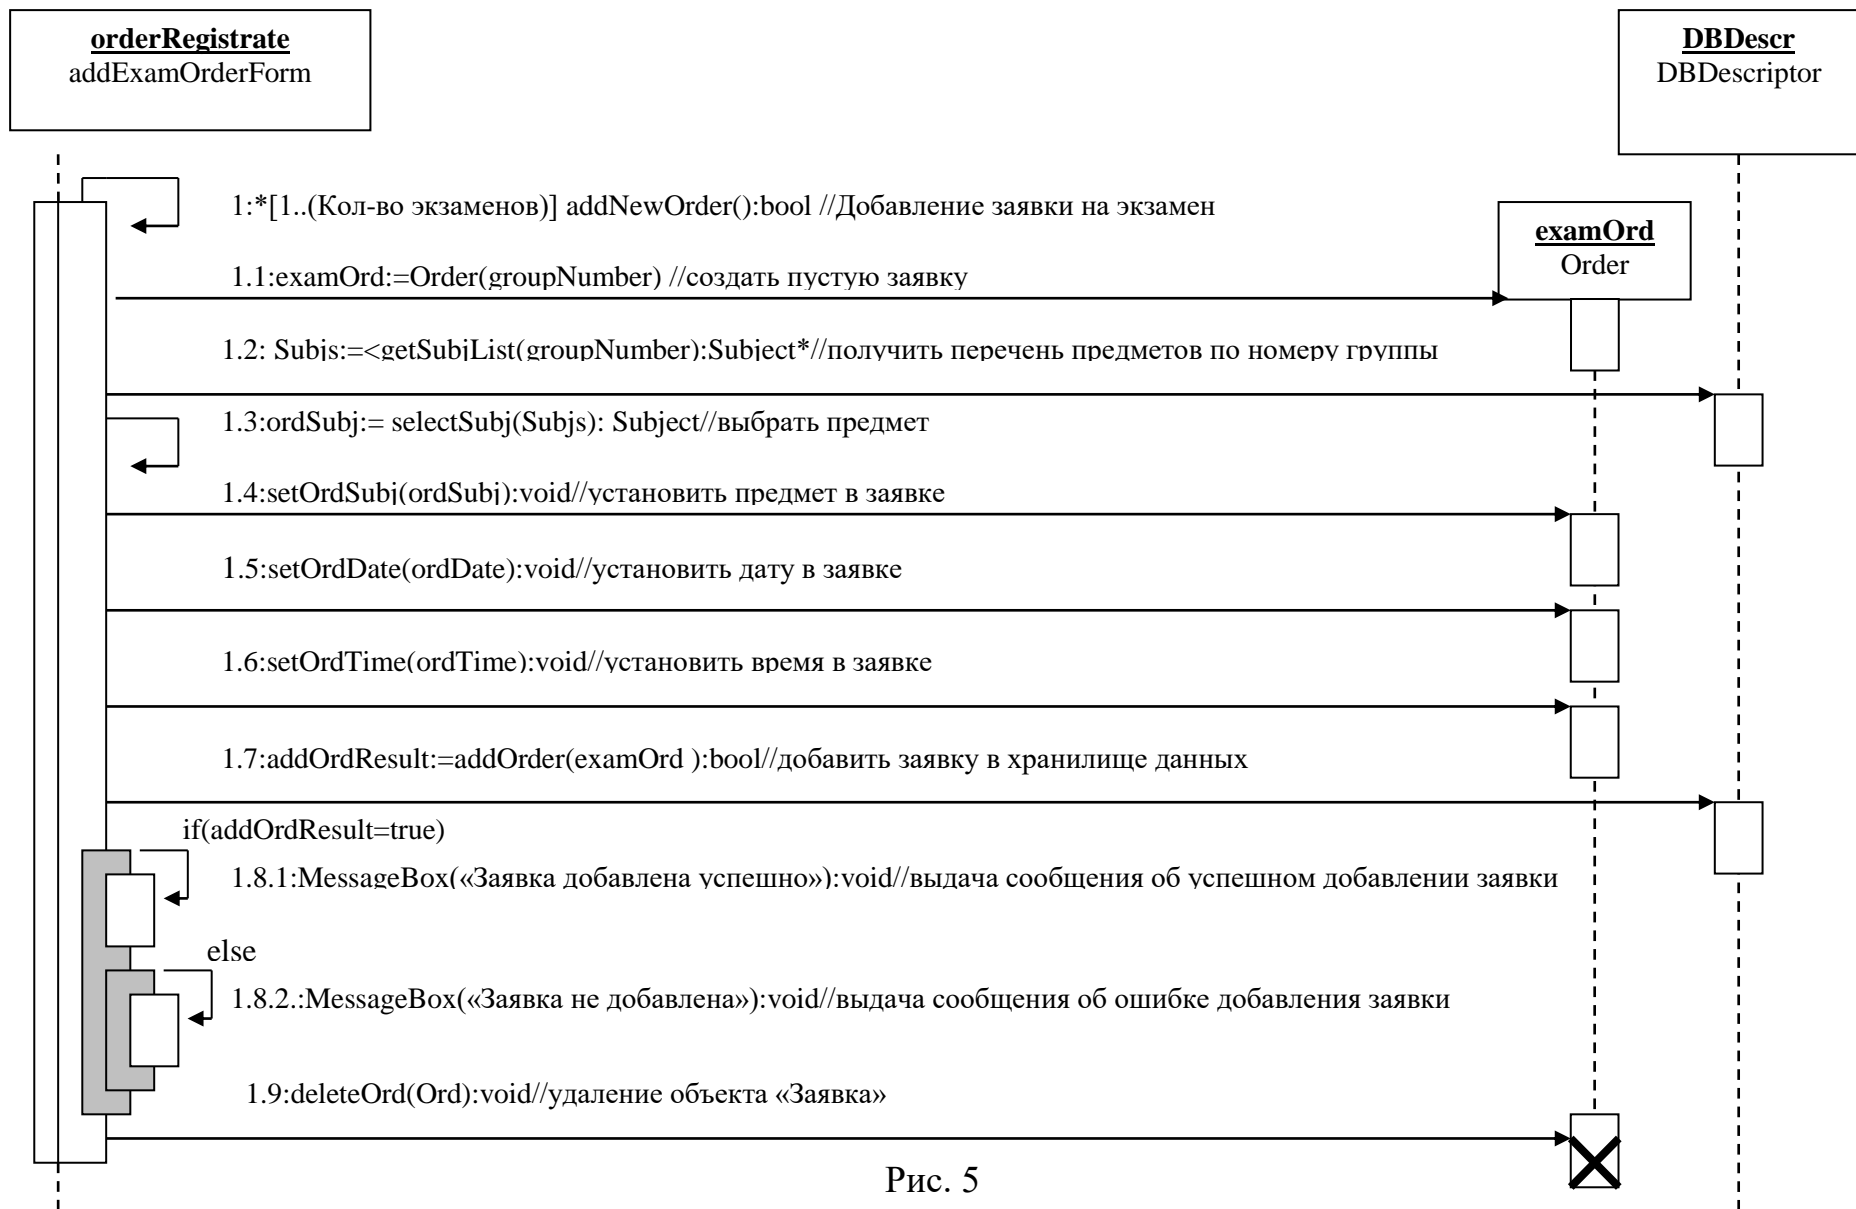 orderRegistrate
addExamOrderForm
DBDescr
DBDescriptor
1:*[1..(Кол-во экзаменов)] addNewOrder():bool //Добавление заявки на экзамен
examOrd
Order
1.1:examOrd:=Order(groupNumber) //создать пустую заявку
1.2: Subjs:=<getSubjList(groupNumber):Subject*//получить перечень предметов по номеру группы
1.3:ordSubj:= selectSubj(Subjs): Subject//выбрать предмет
1.4:setOrdSubj(ordSubj):void//установить предмет в заявке
1.5:setOrdDate(ordDate):void//установить дату в заявке
1.6:setOrdTime(ordTime):void//установить время в заявке
1.7:addOrdResult:=addOrder(examOrd ):bool//добавить заявку в хранилище данных
if(addOrdResult=true)
1.8.1:MessageBox(«Заявка добавлена успешно»):void//выдача сообщения об успешном добавлении заявки
else
1.8.2.:MessageBox(«Заявка не добавлена»):void//выдача сообщения об ошибке добавления заявки
1.9:deleteOrd(Ord):void//удаление объекта «Заявка»
Рис. 5